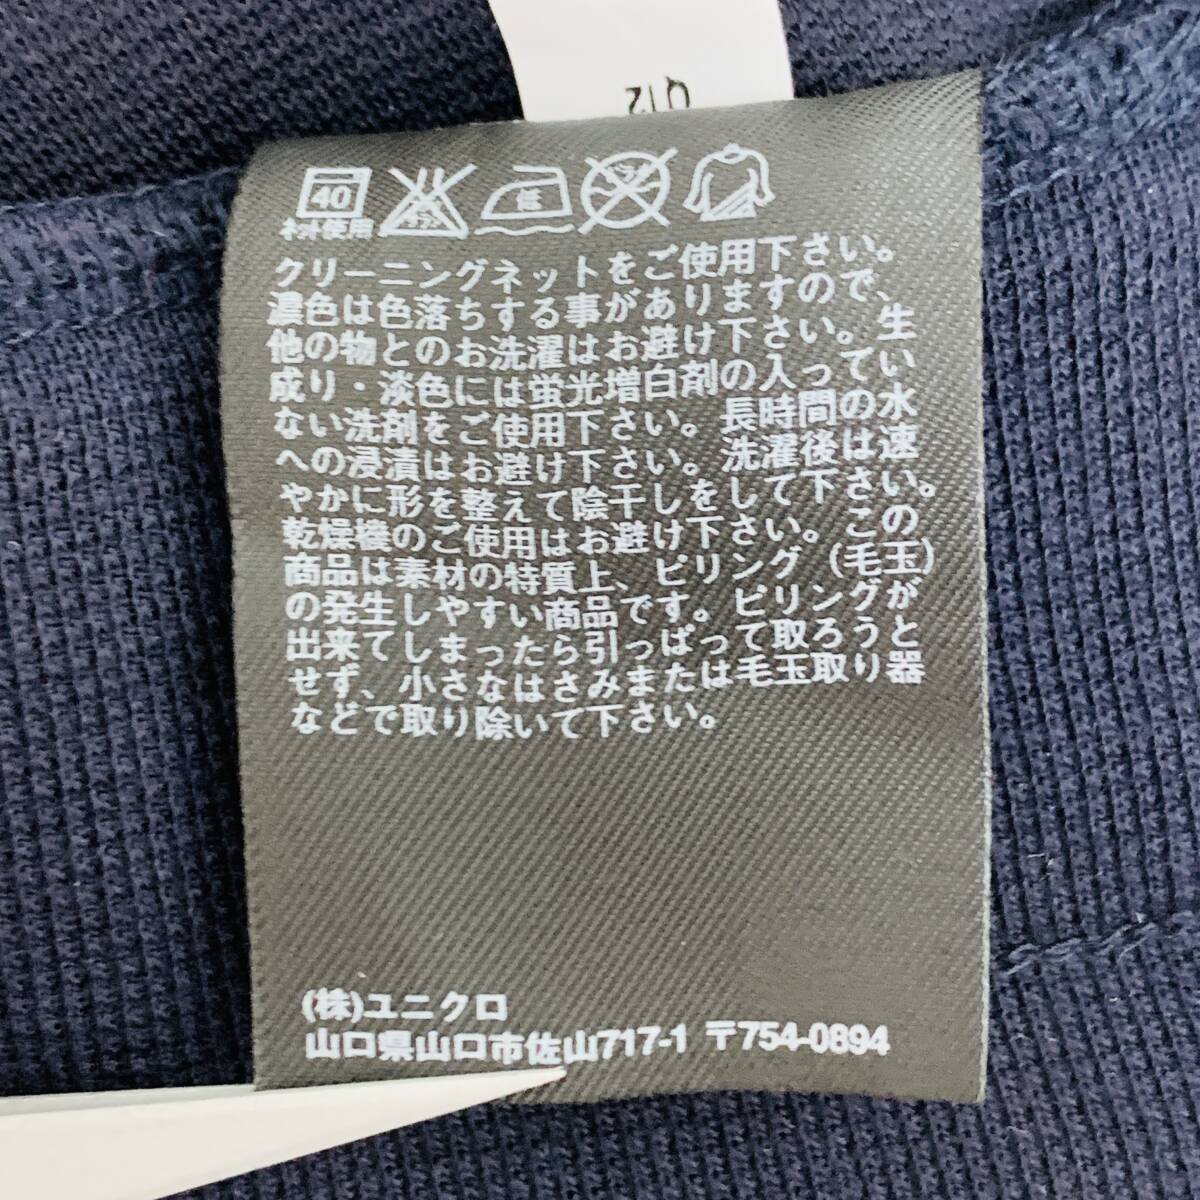 Q12
40
ネット使用
エンソサラシ
低
ドライ
クリーニングネットをご使用下さい。
濃色は色落ちする事がありますので、
他の物とのお洗濯はお避け下さい。生
成り・淡色には蛍光増白剤の入ってい
ない洗剤をご使用下さい。長時間の水
への浸漬はお避け下さい。洗濯後は速
やかに形を整えて陰干しをして下さい。
乾燥機のご使用はお避け下さい。この
商品は素材の特質上、ピリング(毛玉)
の発生しやすい商品です。ピリングが
出来てしまったら引っぱって取ろうと
せず、小さなはさみまたは毛玉取り器
などで取り除いて下さい。
(株)ユニクロ
山口県山口市佐山717-1 〒754-0894